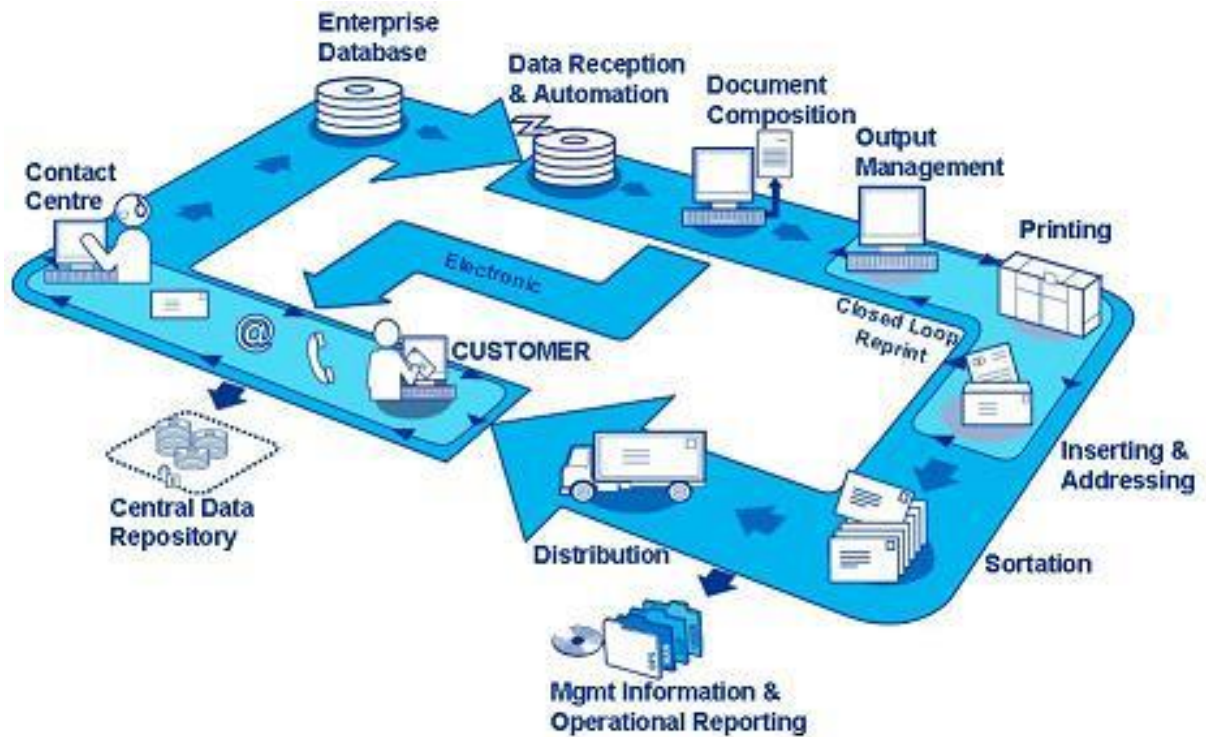 Enterprise
Database
Data Reception
& Automation
Document
Composition
Output
Management
Contact
Centre
Printing
Electronic
Closed Loop
Reprint
@
CUSTOMER
Inserting &
Addressing
Central Data
Repository
Distribution
Sortation
Mgmt Information &
Operational Reporting